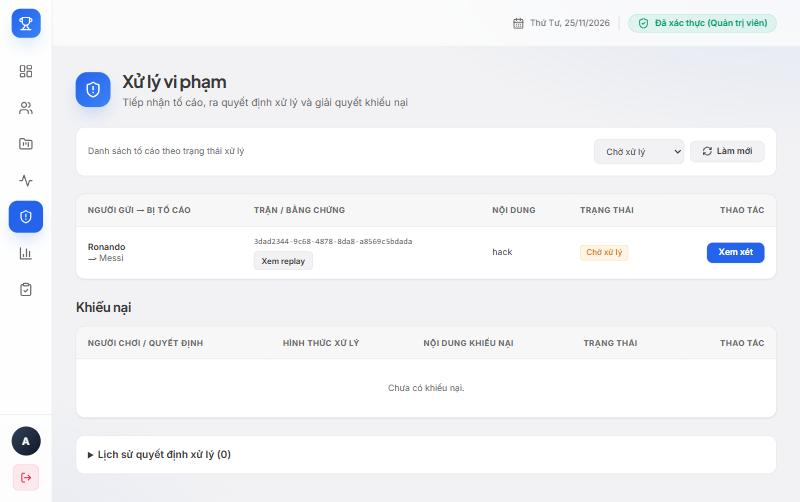 Thứ Tư, 25/11/2026
Đã xác thực (Quản trị viên)
Xử lý vi phạm
Tiếp nhận tố cáo, ra quyết định xử lý và giải quyết khiếu nại
Danh sách tố cáo theo trạng thái xử lý
Chờ xử lý
Làm mới
NGƯỜI GỬI → BỊ TỐ CÁO
TRẬN / BẰNG CHỨNG
NỘI DUNG
TRẠNG THÁI
THAO TÁC
Ronando
→ Messi
3dad2344-9c68-4878-8da8-a8569c5bdada
Xem replay
hack
Chờ xử lý
Xem xét
Khiếu nại
NGƯỜI CHƠI / QUYẾT ĐỊNH
HÌNH THỨC XỬ LÝ
NỘI DUNG KHIẾU NẠI
TRẠNG THÁI
THAO TÁC
Chưa có khiếu nại.
▶ Lịch sử quyết định xử lý (0)
A